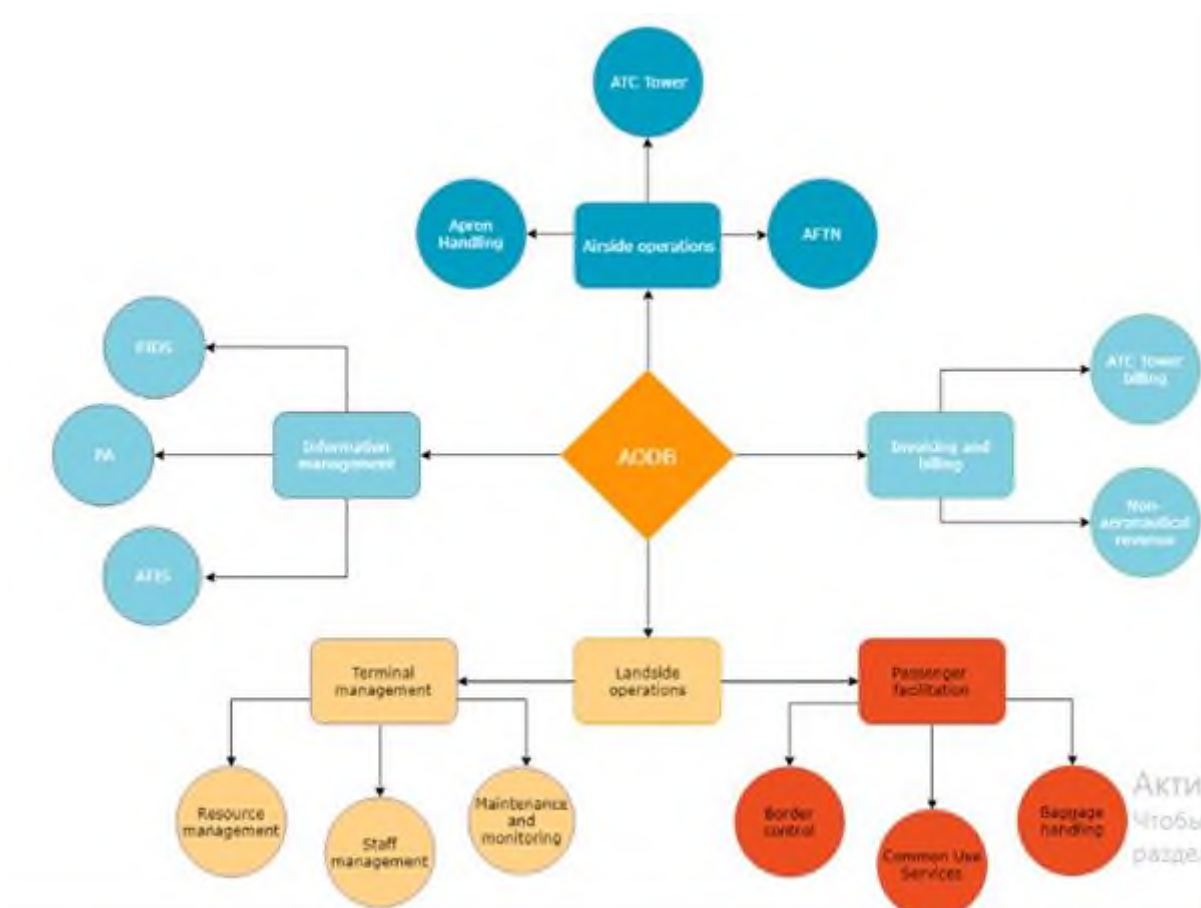 ATC Tower
Apron
Handling
Airside operations
AFTN
FIDS
ATC Tower
billing
PA
Information
management
AODB
Invoicing and
billing
ATIS
Non-
aeronautical
revenue
Terminal
management
Landside
operations
Passenger
facilitation
Resource
management
Staff
management
Maintenance
and
monitoring
Border
control
Common Use
Services
Baggage
handling
Акти
Чтобы
разде